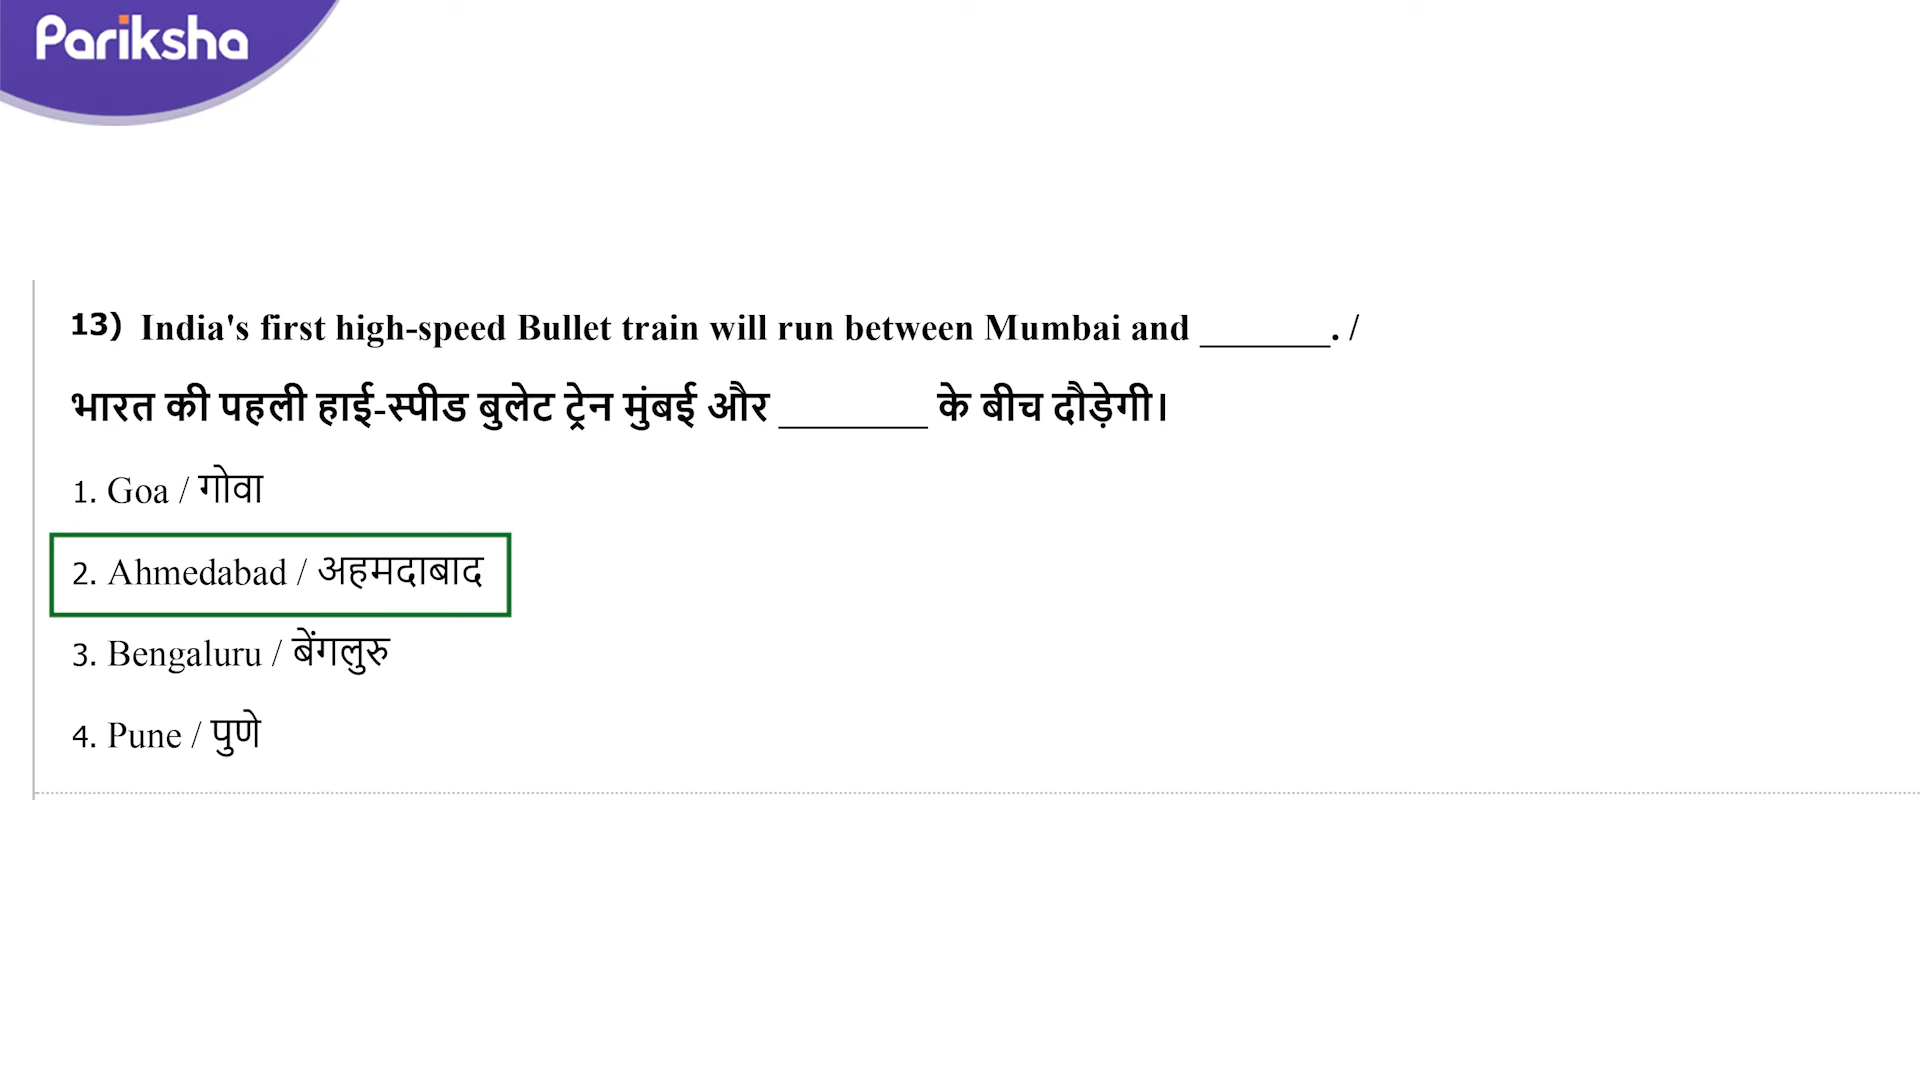 Pariksha
13) India's first high-speed Bullet train will run between Mumbai and _______. /
भारत की पहली हाई-स्पीड बुलेट ट्रेन मुंबई और ________ के बीच दौड़ेगी।
1. Goa / गोवा
2. Ahmedabad / अहमदाबाद
3. Bengaluru / बेंगलुरु
4. Pune / पुणे